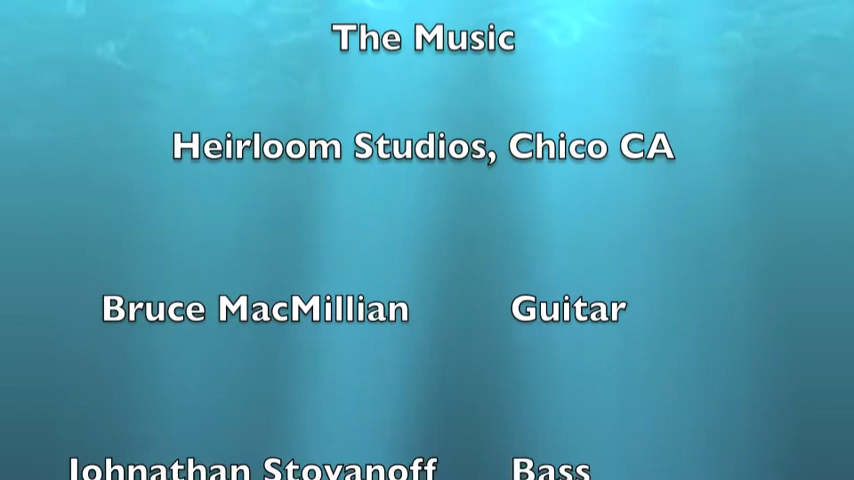 The Music
Heirloom Studios, Chico CA
Bruce MacMillian Guitar
Johnathan Stoyanoff Bass